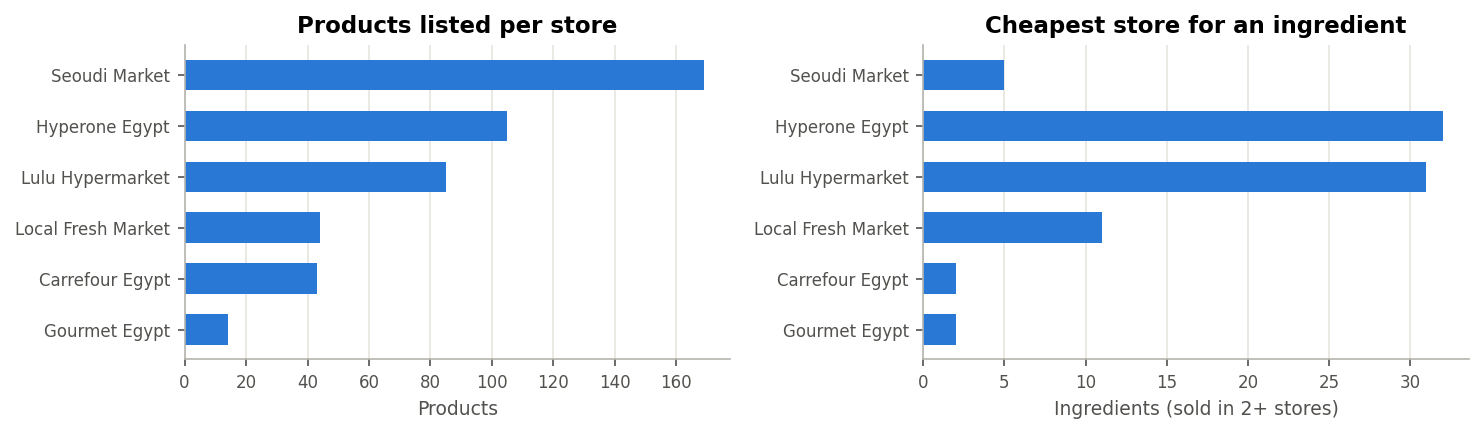 Products listed per store
Seoudi Market
Hyperone Egypt
Lulu Hypermarket
Local Fresh Market
Carrefour Egypt
Gourmet Egypt
0 20 40 60 80 100 120 140 160
Products
Cheapest store for an ingredient
Seoudi Market
Hyperone Egypt
Lulu Hypermarket
Local Fresh Market
Carrefour Egypt
Gourmet Egypt
0 5 10 15 20 25 30
Ingredients (sold in 2+ stores)